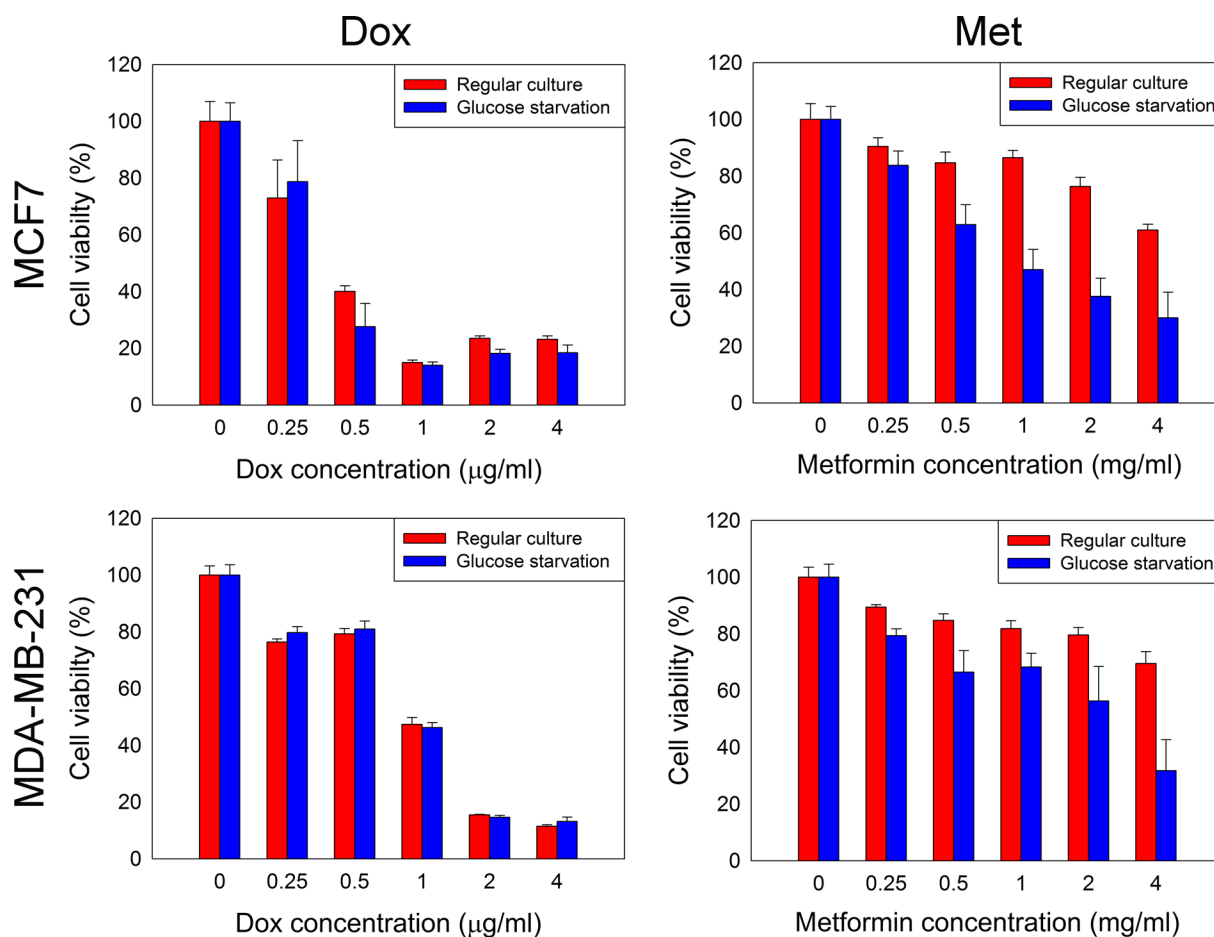 Dox
Met
MCF7
Cell viabilty (%)
120
100
80
60
40
20
0
Regular culture
Glucose starvation
0 0.25 0.5 1 2 4
Dox concentration (μg/ml)
Cell viability (%)
120
100
80
60
40
20
0
Regular culture
Glucose starvation
0 0.25 0.5 1 2 4
Metformin concentration (mg/ml)
MDA-MB-231
Cell viabilty (%)
120
100
80
60
40
20
0
Regular culture
Glucose starvation
0 0.25 0.5 1 2 4
Dox concentration (μg/ml)
Cell viability (%)
120
100
80
60
40
20
0
Regular culture
Glucose starvation
0 0.25 0.5 1 2 4
Metformin concentration (mg/ml)